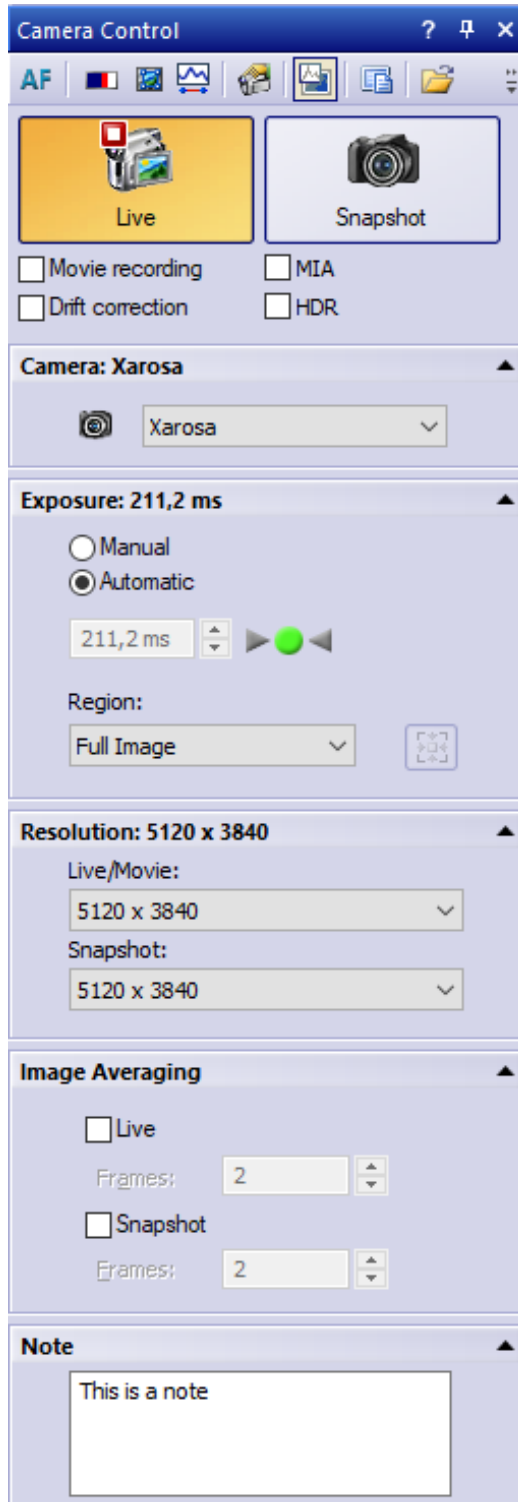 Camera Control
AF
Live
Snapshot
Movie recording
MIA
Drift correction
HDR
Camera: Xarosa
Xarosa
Exposure: 211,2 ms
Manual
Automatic
211,2 ms
Region:
Full Image
Resolution: 5120 x 3840
Live/Movie:
5120 x 3840
Snapshot:
5120 x 3840
Image Averaging
Live
Frames:
2
Snapshot
Frames:
2
Note
This is a note